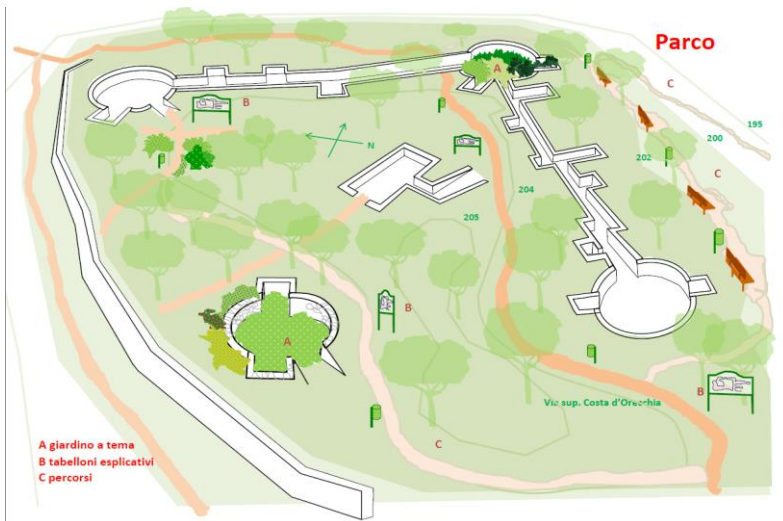 Parco
A
C
B
195
N
200
202
204
C
205
B
A
Via sup. Costa d'Orecchia
B
A giardino a tema
B tabelloni esplicativi
C percorsi
C